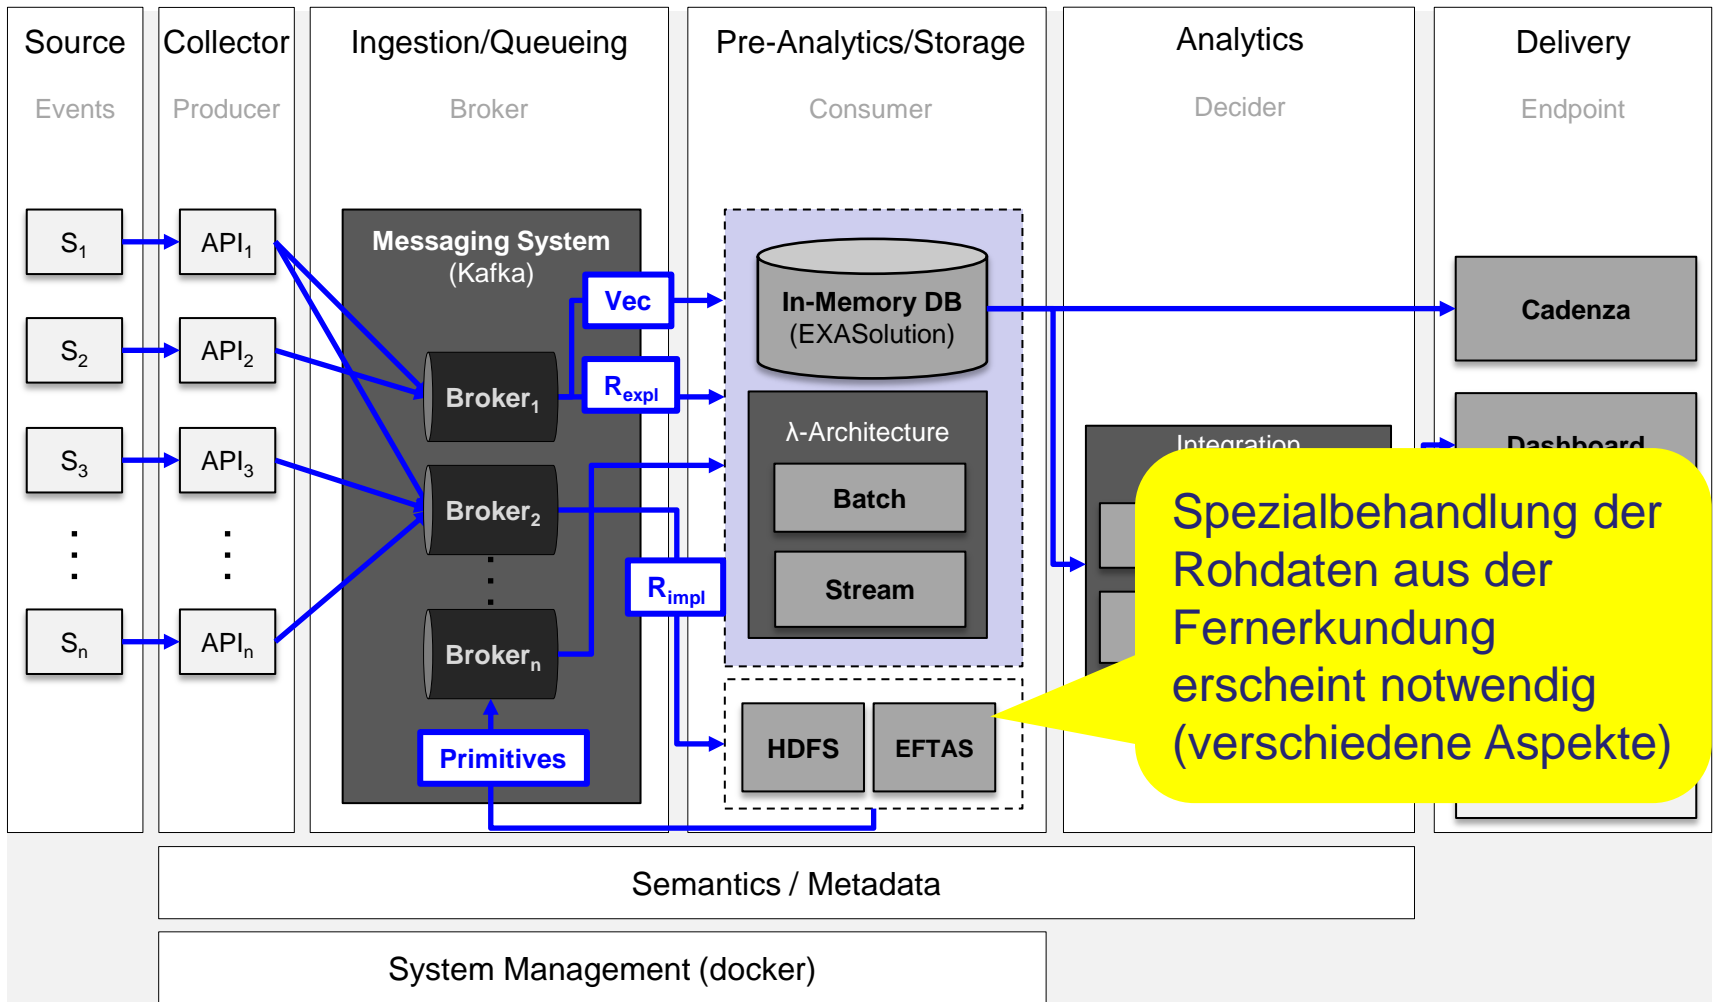 Source
Events
Collector
Producer
Ingestion/Queueing
Broker
Pre-Analytics/Storage
Consumer
Analytics
Decider
Delivery
Endpoint
S1
S2
S3
Sn
API1
API2
API3
APIn
Messaging System
(Kafka)
Broker1
Broker2
Brokern
Primitives
Vec
Rexpl
Rimpl
In-Memory DB
(EXASolution)
λ-Architecture
Batch
Stream
HDFS
EFTAS
Integration
Cadenza
Dashboard
Spezialbehandlung der
Rohdaten aus der
Fernerkundung
erscheint notwendig
(verschiedene Aspekte)
Semantics / Metadata
System Management (docker)